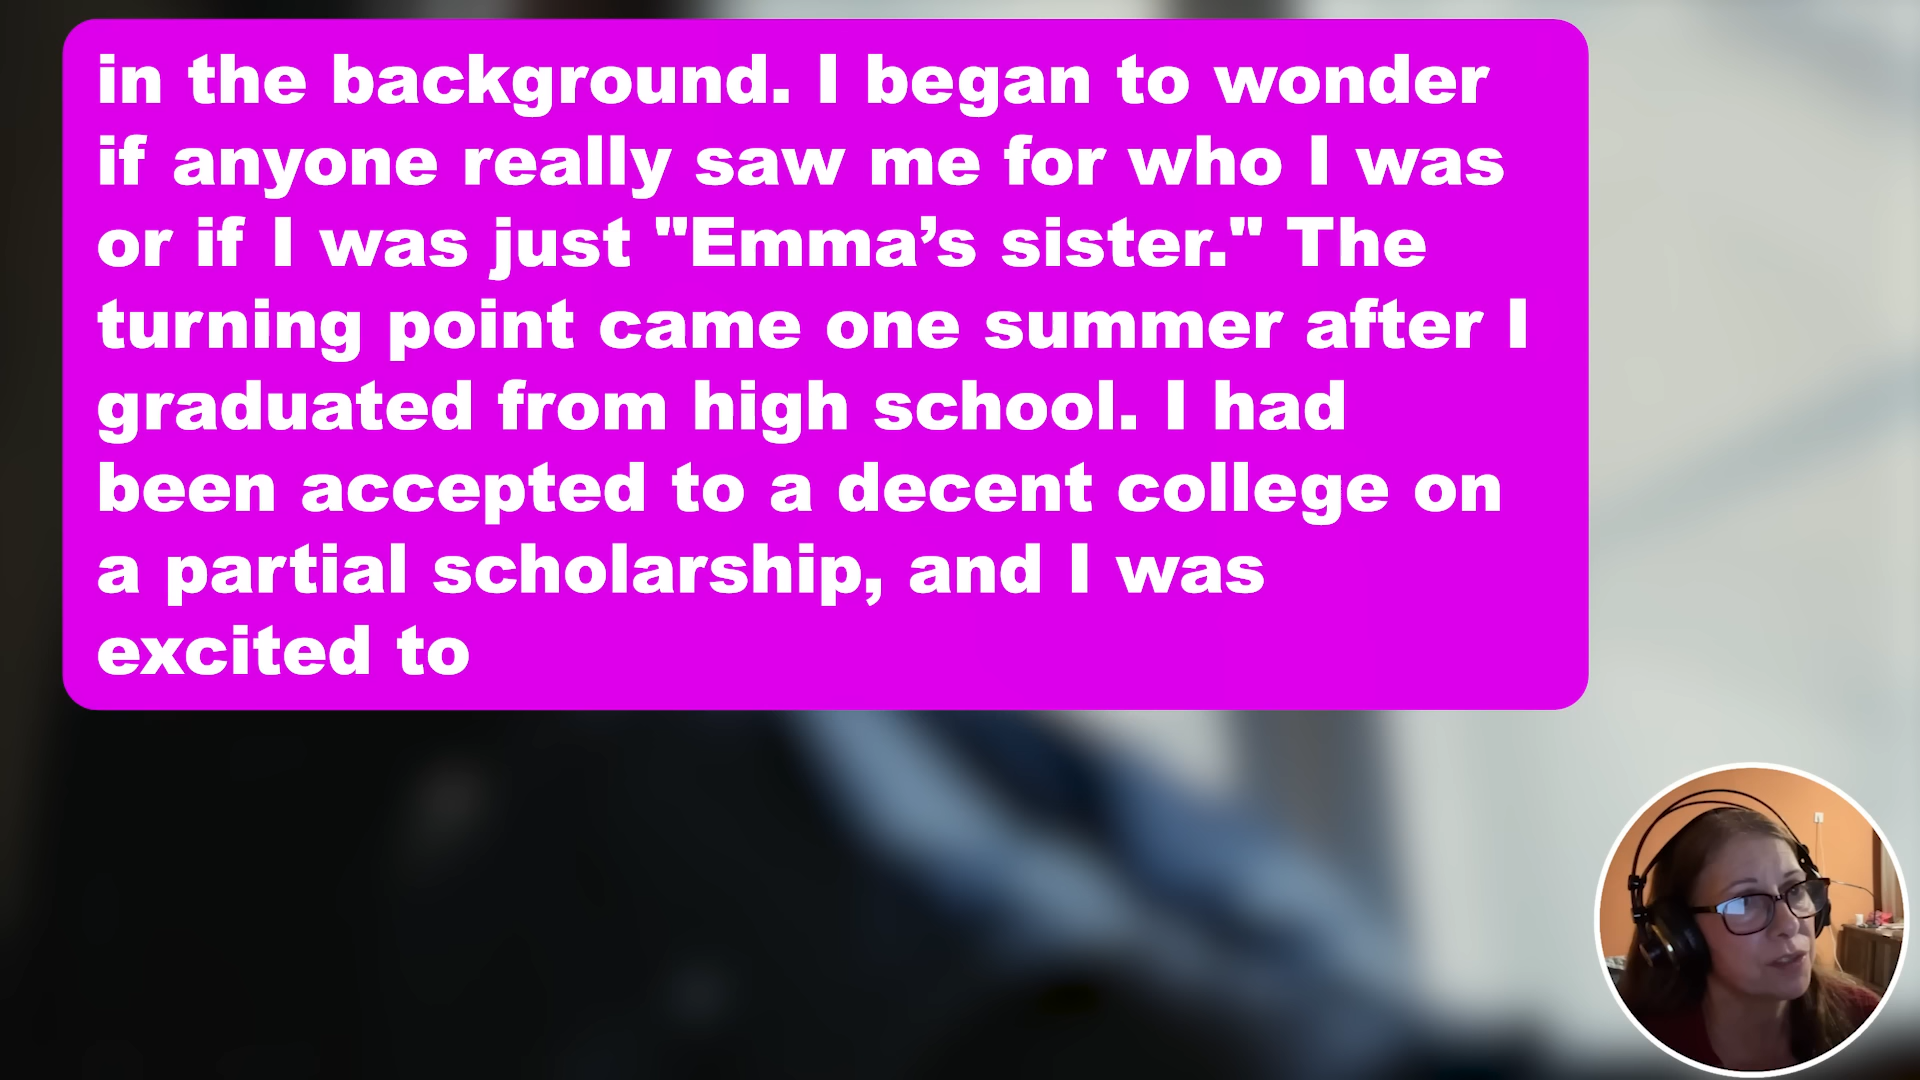 in the background. I began to wonder
if anyone really saw me for who I was
or if I was just "Emma’s sister." The
turning point came one summer after I
graduated from high school. I had
been accepted to a decent college on
a partial scholarship, and I was
excited to